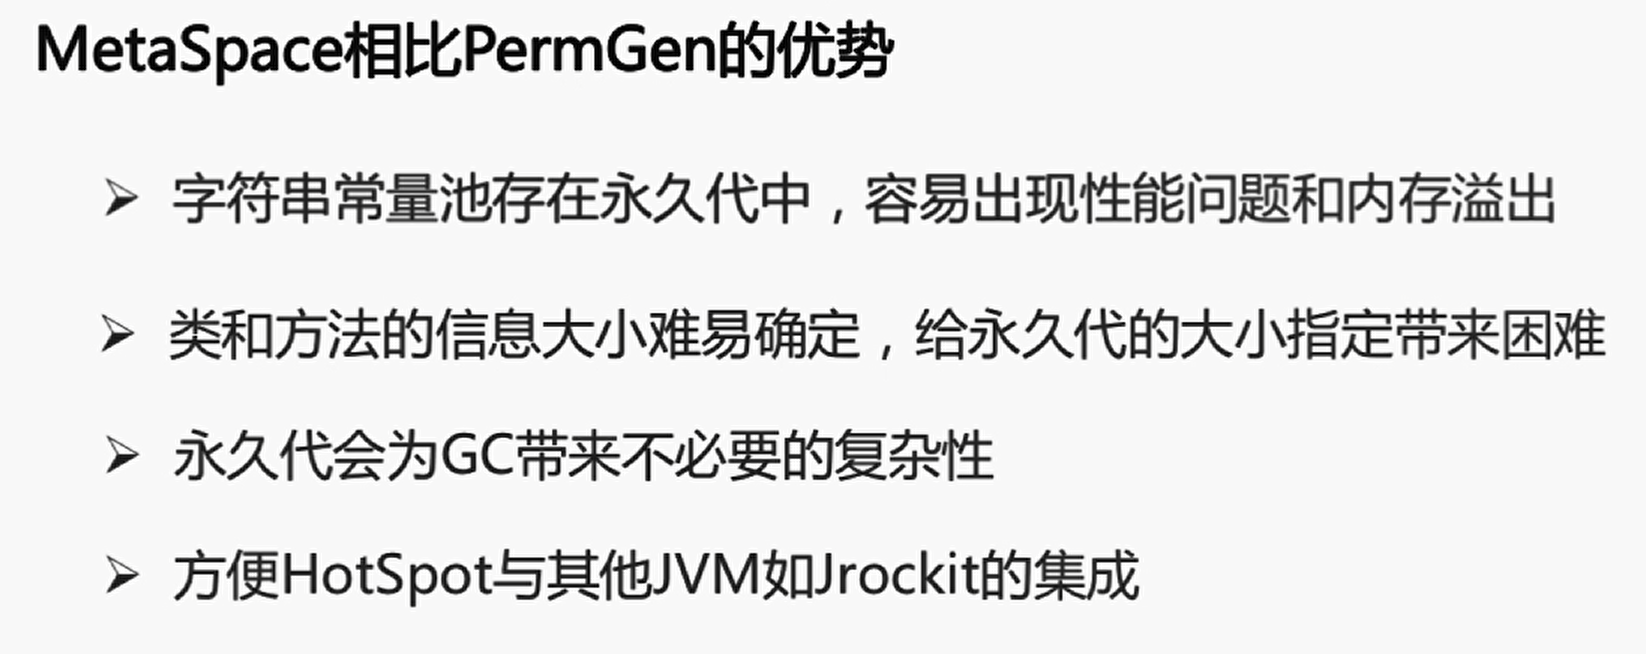 MetaSpace相比PermGen的优势
➢ 字符串常量池存在永久代中，容易出现性能问题和内存溢出
➢ 类和方法的信息大小难易确定，给永久代的大小指定带来困难
➢ 永久代会为GC带来不必要的复杂性
➢ 方便HotSpot与其他JVM如Jrockit的集成